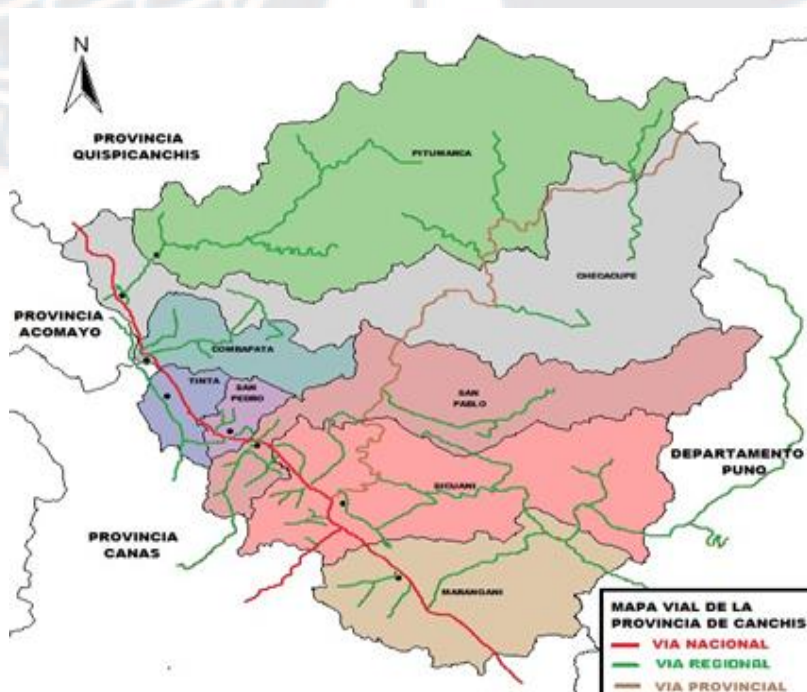 N
PROVINCIA
QUISPICANCHIS
PITUMARCA
CHECACUPE
PROVINCIA
ACOMAYO
COMBAPATA
TINTA
SAN
PEDRO
SAN
PABLO
DEPARTAMENTO
PUNO
SICUANI
PROVINCIA
CANAS
MARANGANI
MAPA VIAL DE LA
PROVINCIA DE CANCHIS
VIA NACIONAL
VIA REGIONAL
VIA PROVINCIAL